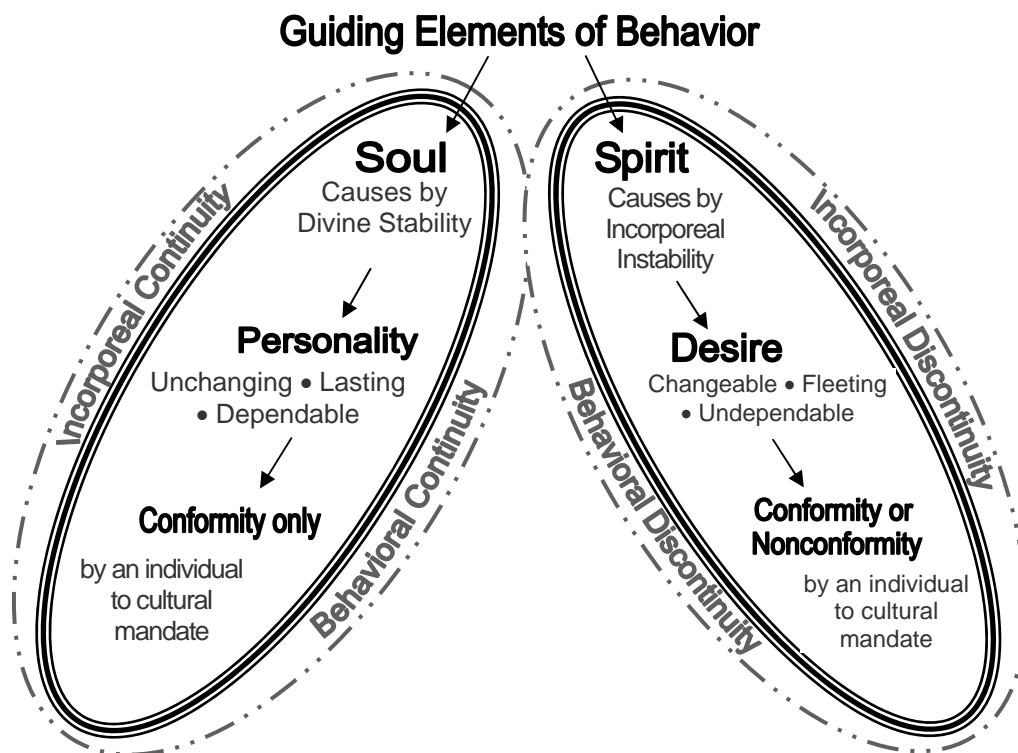 Guiding Elements of Behavior
Soul
Causes by
Divine Stability
Personality
Unchanging • Lasting
• Dependable
Conformity only
by an individual
to cultural
mandate
Incorporeal Continuity
Behavioral Continuity
Spirit
Causes by
Incorporeal
Instability
Desire
Changeable • Fleeting
• Undependable
Conformity or
Nonconformity
by an individual
to cultural
mandate
Behavioral Discontinuity
Incorporeal Discontinuity